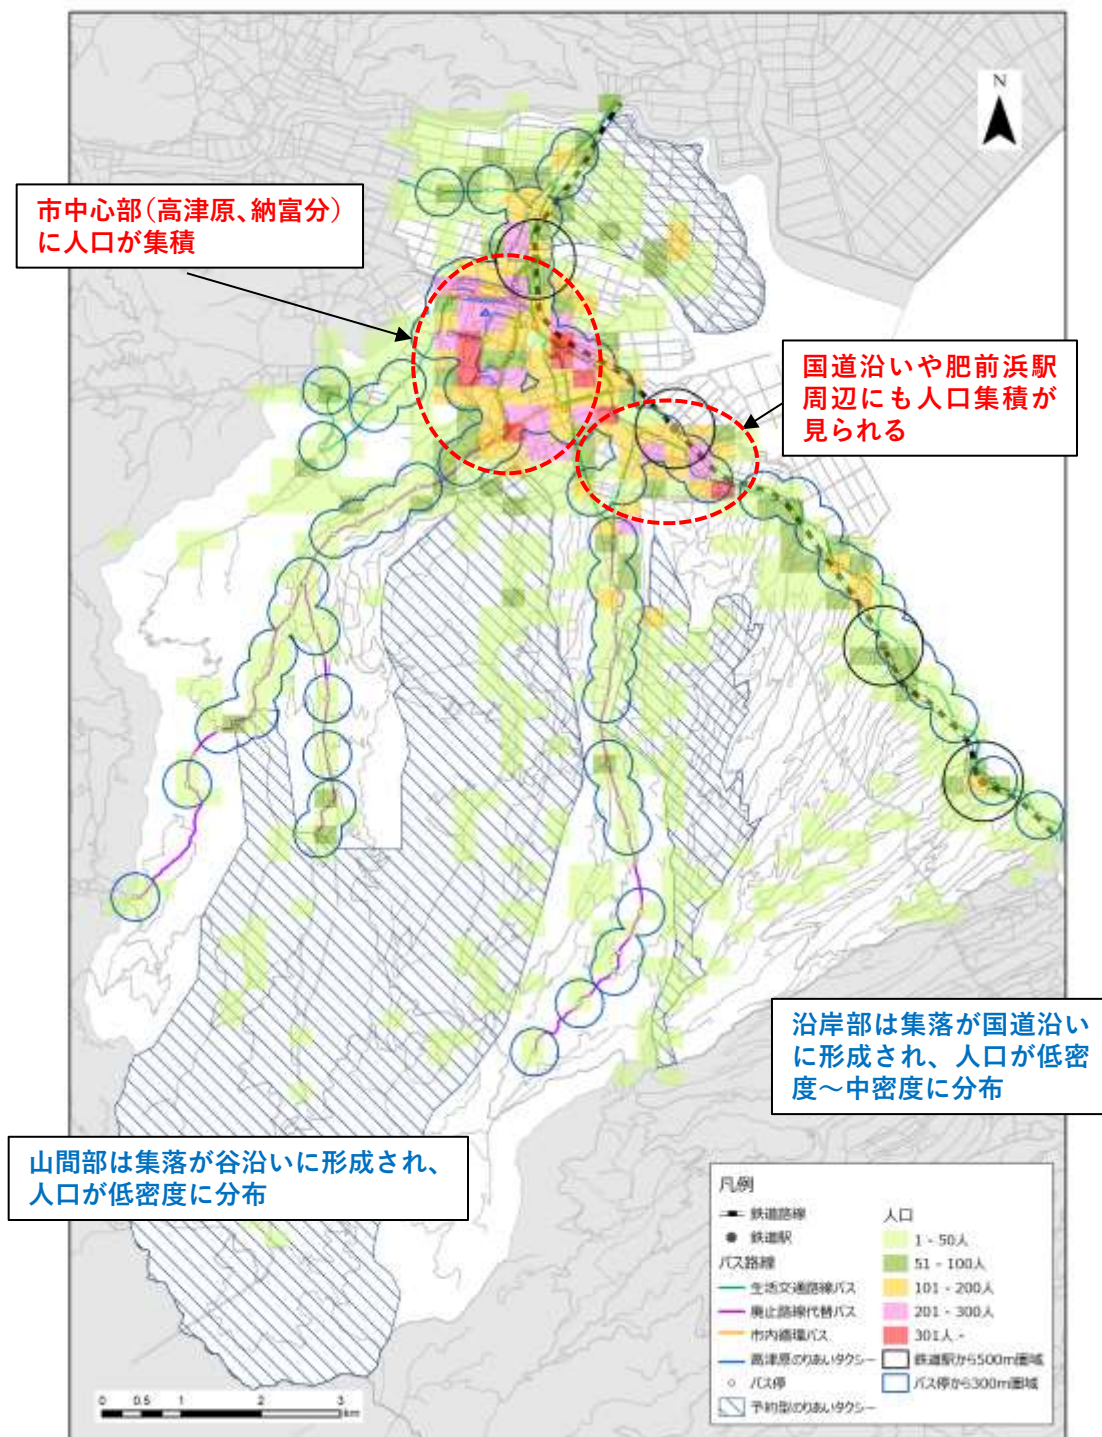 N
市中心部(高津原、納富分)
に人口が集積
国道沿いや肥前浜駅
周辺にも人口集積が
見られる
沿岸部は集落が国道沿い
に形成され、人口が低密
度～中密度に分布
山間部は集落が谷沿いに形成され、
人口が低密度に分布
凡例
鉄道路線
鉄道駅
バス路線
生活交通路線バス
廃止路線代替バス
市内循環バス
高津原のりあいタクシー
バス停
予約型のりあいタクシー
人口
1 - 50人
51 - 100人
101 - 200人
201 - 300人
301人 -
鉄道駅から500m圏域
バス停から300m圏域
0 0.5 1 2 3
km